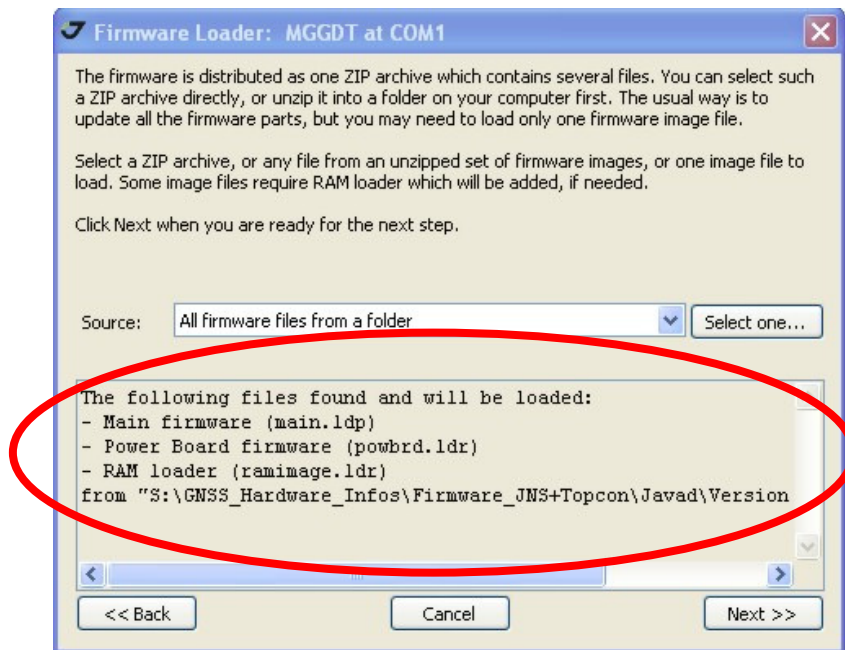 Firmware Loader: MGGDT at COM1
The firmware is distributed as one ZIP archive which contains several files. You can select such
a ZIP archive directly, or unzip it into a folder on your computer first. The usual way is to
update all the firmware parts, but you may need to load only one firmware image file.
Select a ZIP archive, or any file from an unzipped set of firmware images, or one image file to
load. Some image files require RAM loader which will be added, if needed.
Click Next when you are ready for the next step.
Source: All firmware files from a folder Select one...
The following files found and will be loaded:
- Main firmware (main.ldp)
- Power Board firmware (powbrd.ldr)
- RAM loader (ramimage.ldr)
from "S:\GNSS_Hardware_Infos\Firmware_JNS+Topcon\Javad\Version
<< Back Cancel Next >>